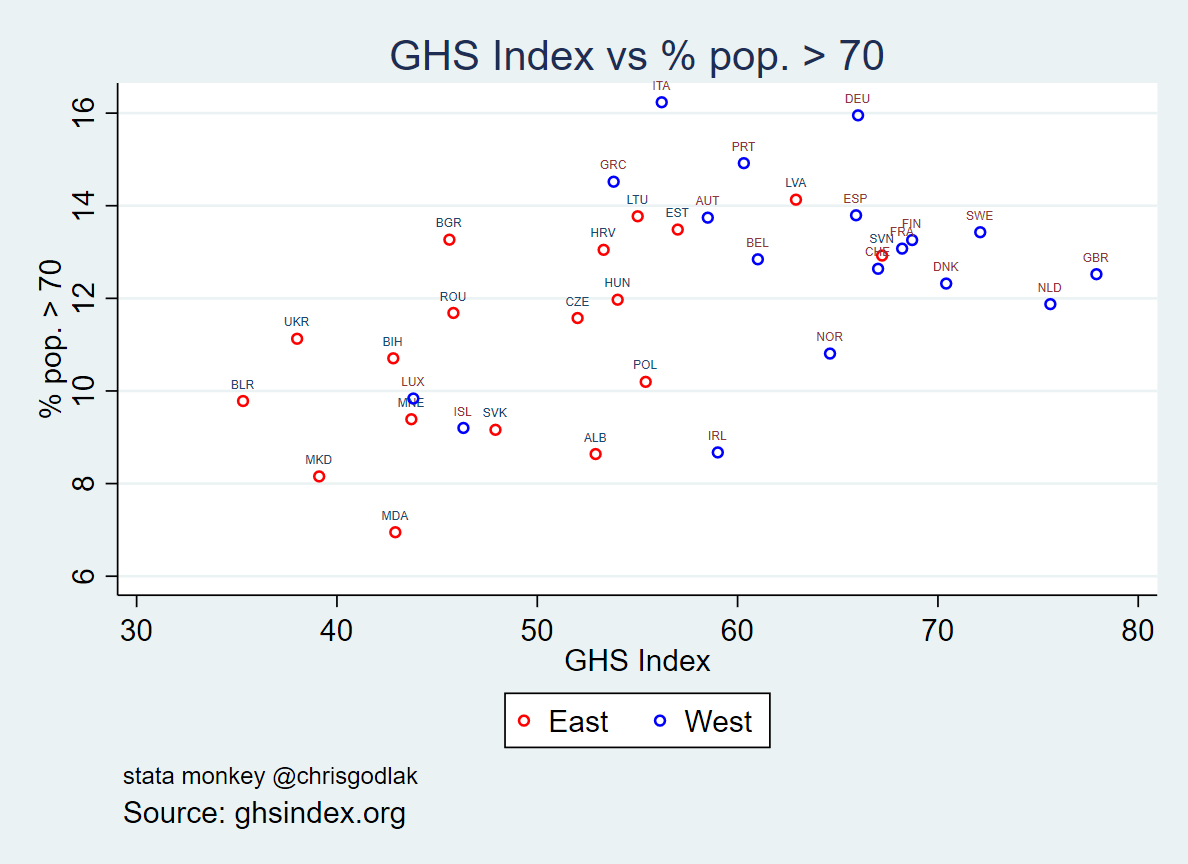 GHS Index vs % pop. > 70
ITA
DEU
16
PRT
GRC
LVA
LTU
ESP
AUT
14
EST
SWE
BGR
FIN
HRV
FRA
SVN
BEL
CHE
GBR
DNK
HUN
NLD
ROU
12
CZE
UKR
NOR
BIH
POL
% pop. > 70
LUX
BLR
10
MNE
ISL
SVK
IRL
ALB
MKD
8
MDA
6
30 40 50 60 70 80
GHS Index
East West
stata monkey @chrisgodlak
Source: ghsindex.org